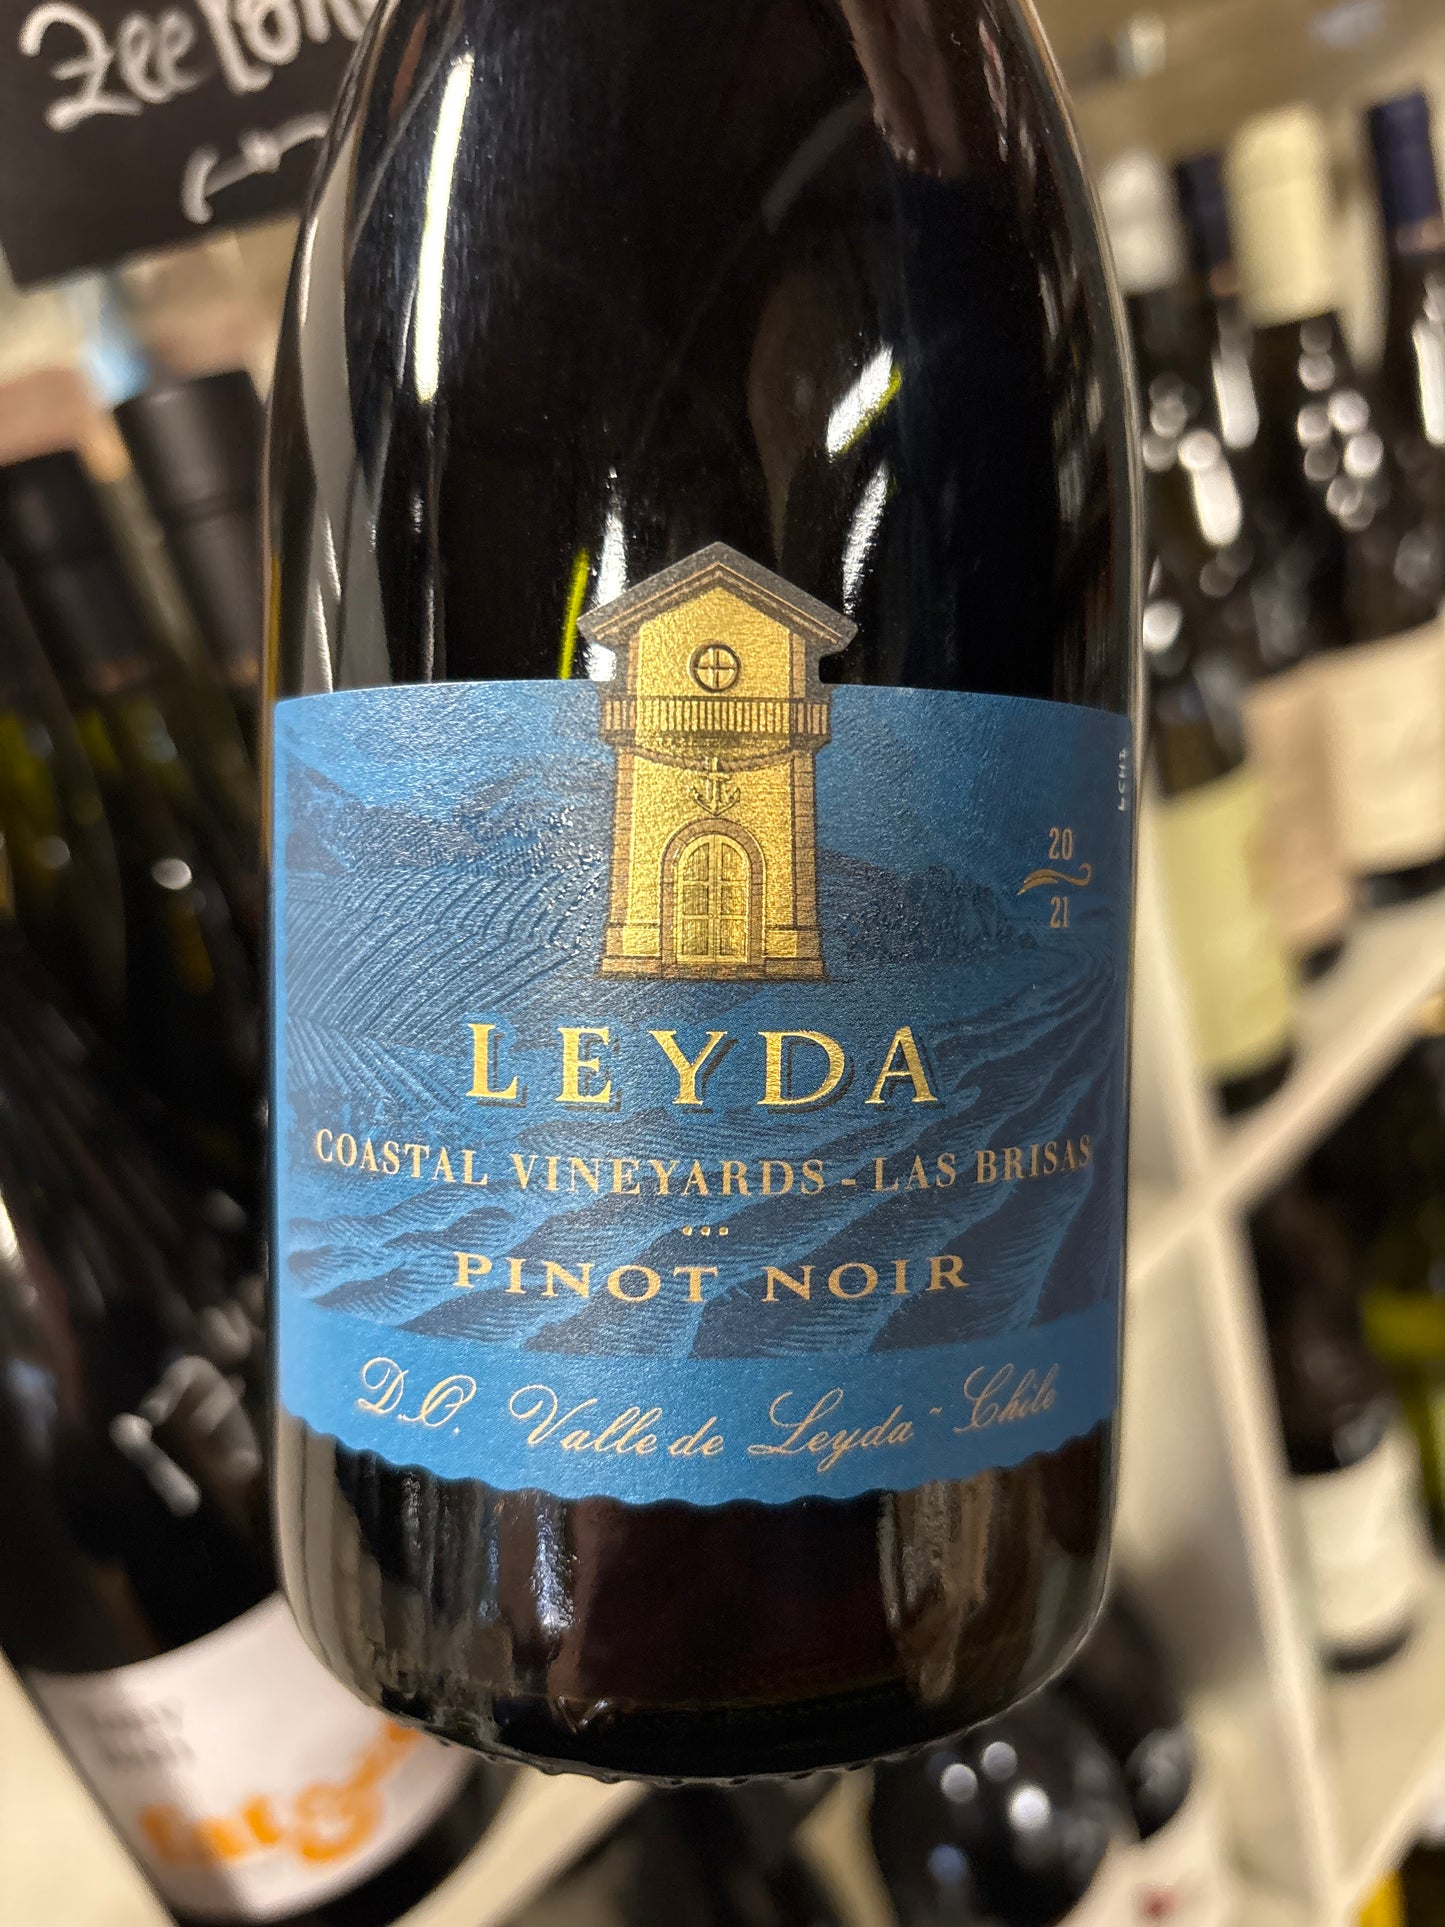 20
21
LEYDA
COASTAL VINEYARDS - LAS BRISAS
PINOT NOIR
D.O. Valle de Leyda - Chile